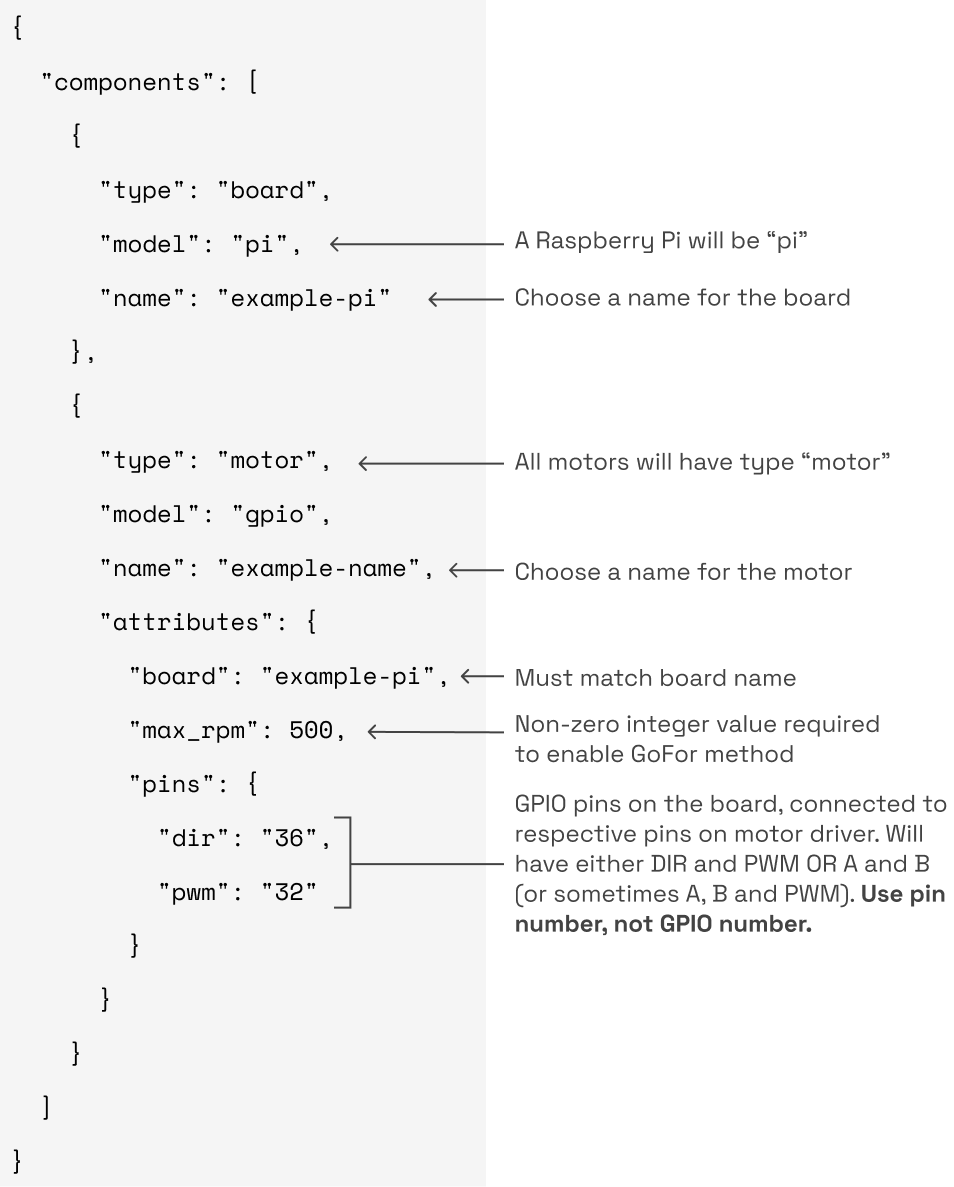 {
"components": [
{
"type": "board",
"model": "pi",
A Raspberry Pi will be “pi”
"name": "example-pi"
Choose a name for the board
},
{
"type": "motor",
All motors will have type “motor”
"model": "gpio",
"name": "example-name",
Choose a name for the motor
"attributes": {
"board": "example-pi",
Must match board name
"max_rpm": 500,
Non-zero integer value required
to enable GoFor method
"pins": {
"dir": "36",
"pwm": "32"
GPIO pins on the board, connected to
respective pins on motor driver. Will
have either DIR and PWM OR A and B
(or sometimes A, B and PWM). Use pin
number, not GPIO number.
}
}
}
]
}